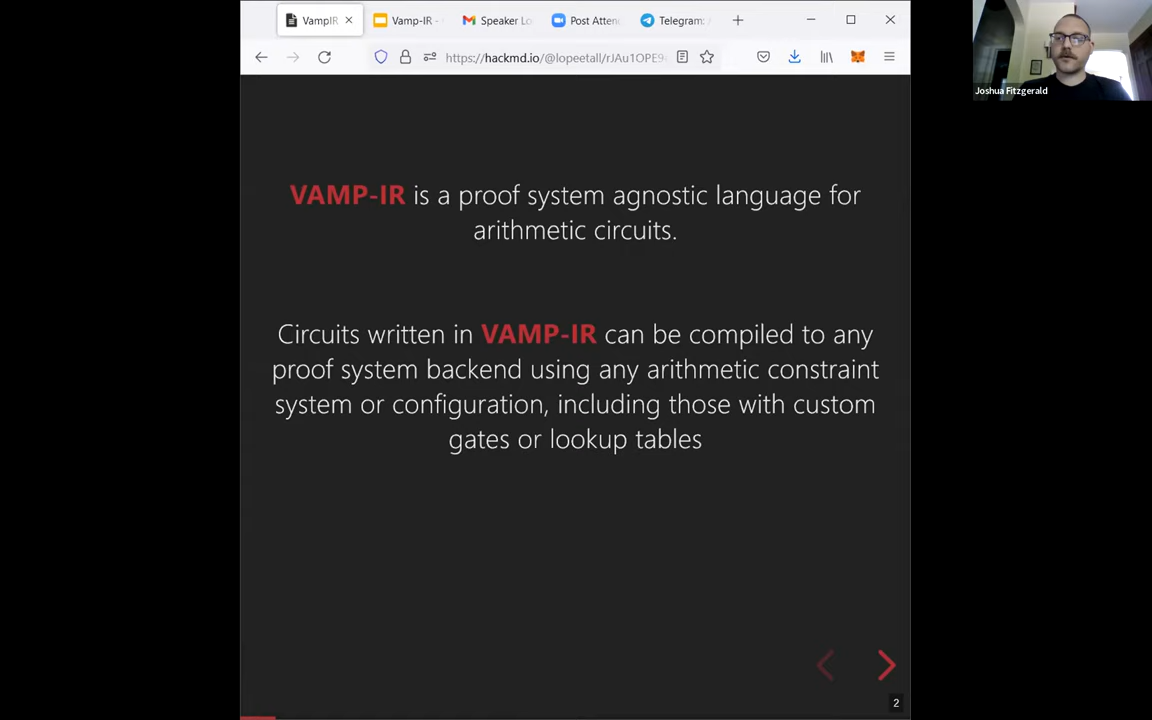 VampIR
Vamp-IR -
Speaker Lo
Post Attend
Telegram:
https://hackmd.io/@lopeetall/rJAu1OPE9
Joshua Fitzgerald
VAMP-IR is a proof system agnostic language for
arithmetic circuits.
Circuits written in VAMP-IR can be compiled to any
proof system backend using any arithmetic constraint
system or configuration, including those with custom
gates or lookup tables
2